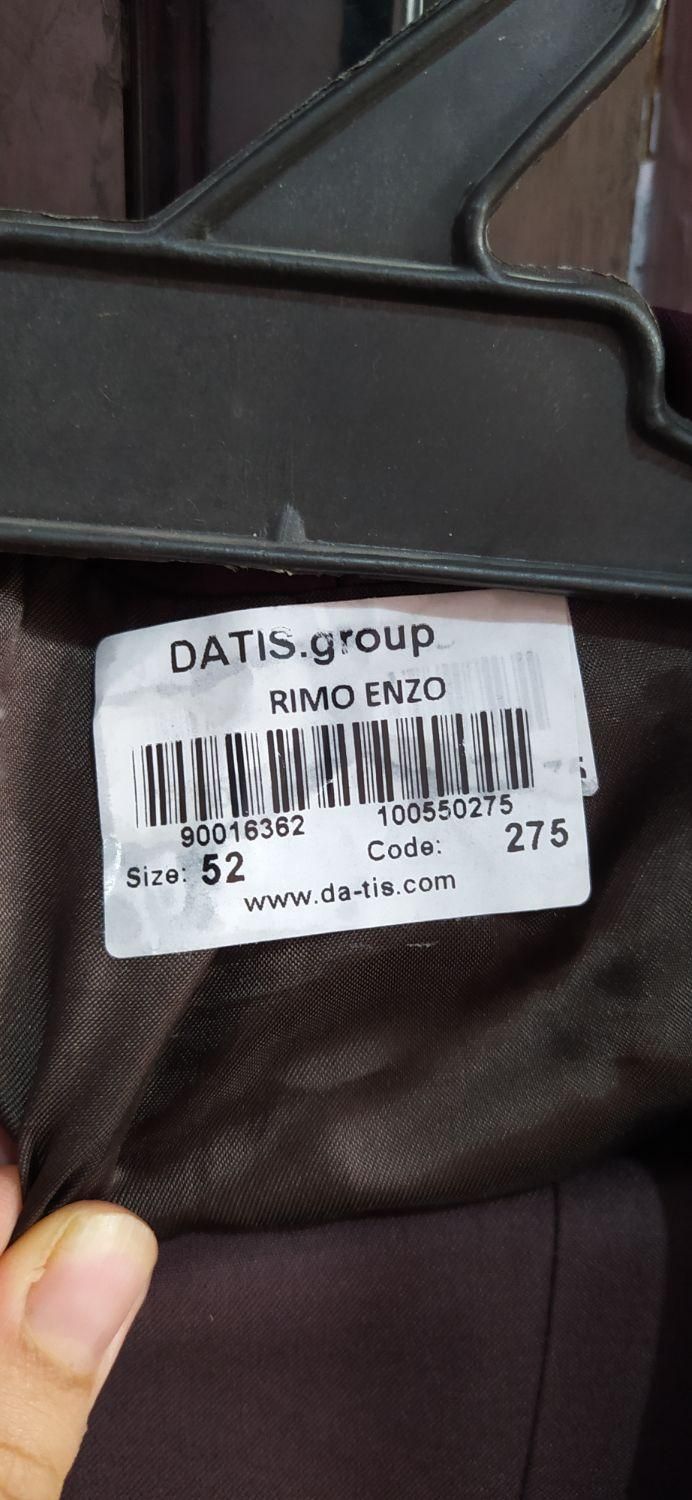 DATIS.group
RIMO ENZO
90016362 100550275
Size: 52 Code: 275
www.da-tis.com